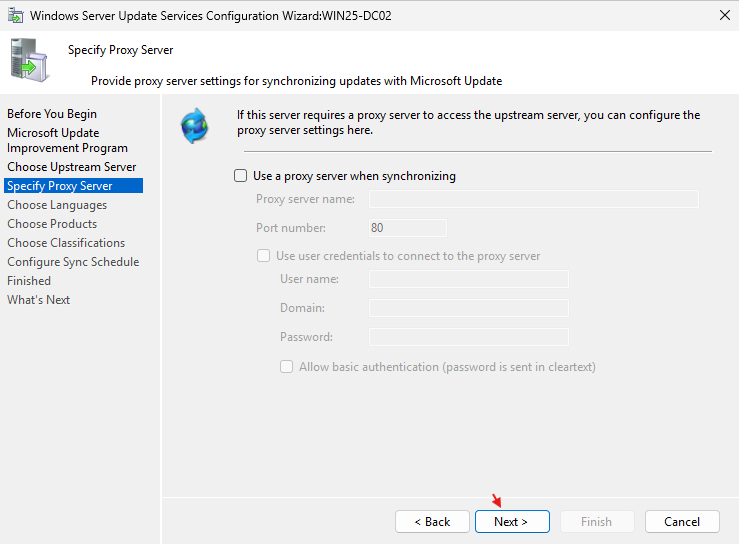 Windows Server Update Services Configuration Wizard:WIN25-DC02
Specify Proxy Server
Provide proxy server settings for synchronizing updates with Microsoft Update
Before You Begin
Microsoft Update
Improvement Program
Choose Upstream Server
Specify Proxy Server
Choose Languages
Choose Products
Choose Classifications
Configure Sync Schedule
Finished
What's Next
If this server requires a proxy server to access the upstream server, you can configure the
proxy server settings here.
Use a proxy server when synchronizing
Proxy server name:
Port number: 80
Use user credentials to connect to the proxy server
User name:
Domain:
Password:
Allow basic authentication (password is sent in cleartext)
< Back Next > Finish Cancel